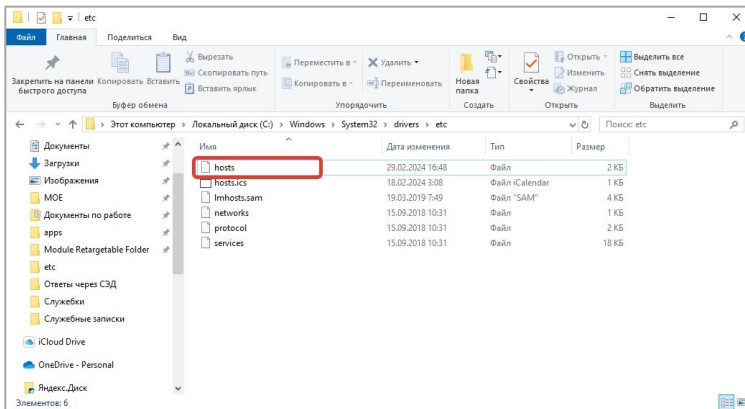 etc
Файл Главная Поделиться Вид
Закрепить на панели быстрого доступа
Копировать
Вставить
Вырезать
Скопировать путь
Вставить ярлык
Буфер обмена
Переместить в
Копировать в
Удалить
Переименовать
Упорядочить
Новая папка
Создать
Свойства
Открыть
Изменить
Журнал
Открыть
Выделить все
Снять выделение
Обратить выделение
Выделить
Этот компьютер > Локальный диск (C:) > Windows > System32 > drivers > etc
Поиск: etc
Документы
Загрузки
Изображения
MOE
Документы по работе
apps
Module Retargetable Folder
etc
Ответы через СЭД
Служебки
Служебные записки
iCloud Drive
OneDrive - Personal
Яндекс.Диск
Имя Дата изменения Тип Размер
hosts 29.02.2024 16:48 Файл 2 КБ
hosts.ics 18.02.2024 3:08 Файл iCalendar 1 КБ
lmhosts.sam 19.03.2019 7:49 Файл "SAM" 4 КБ
networks 15.09.2018 10:31 Файл 1 КБ
protocol 15.09.2018 10:31 Файл 2 КБ
services 15.09.2018 10:31 Файл 18 КБ
Элементов: 6